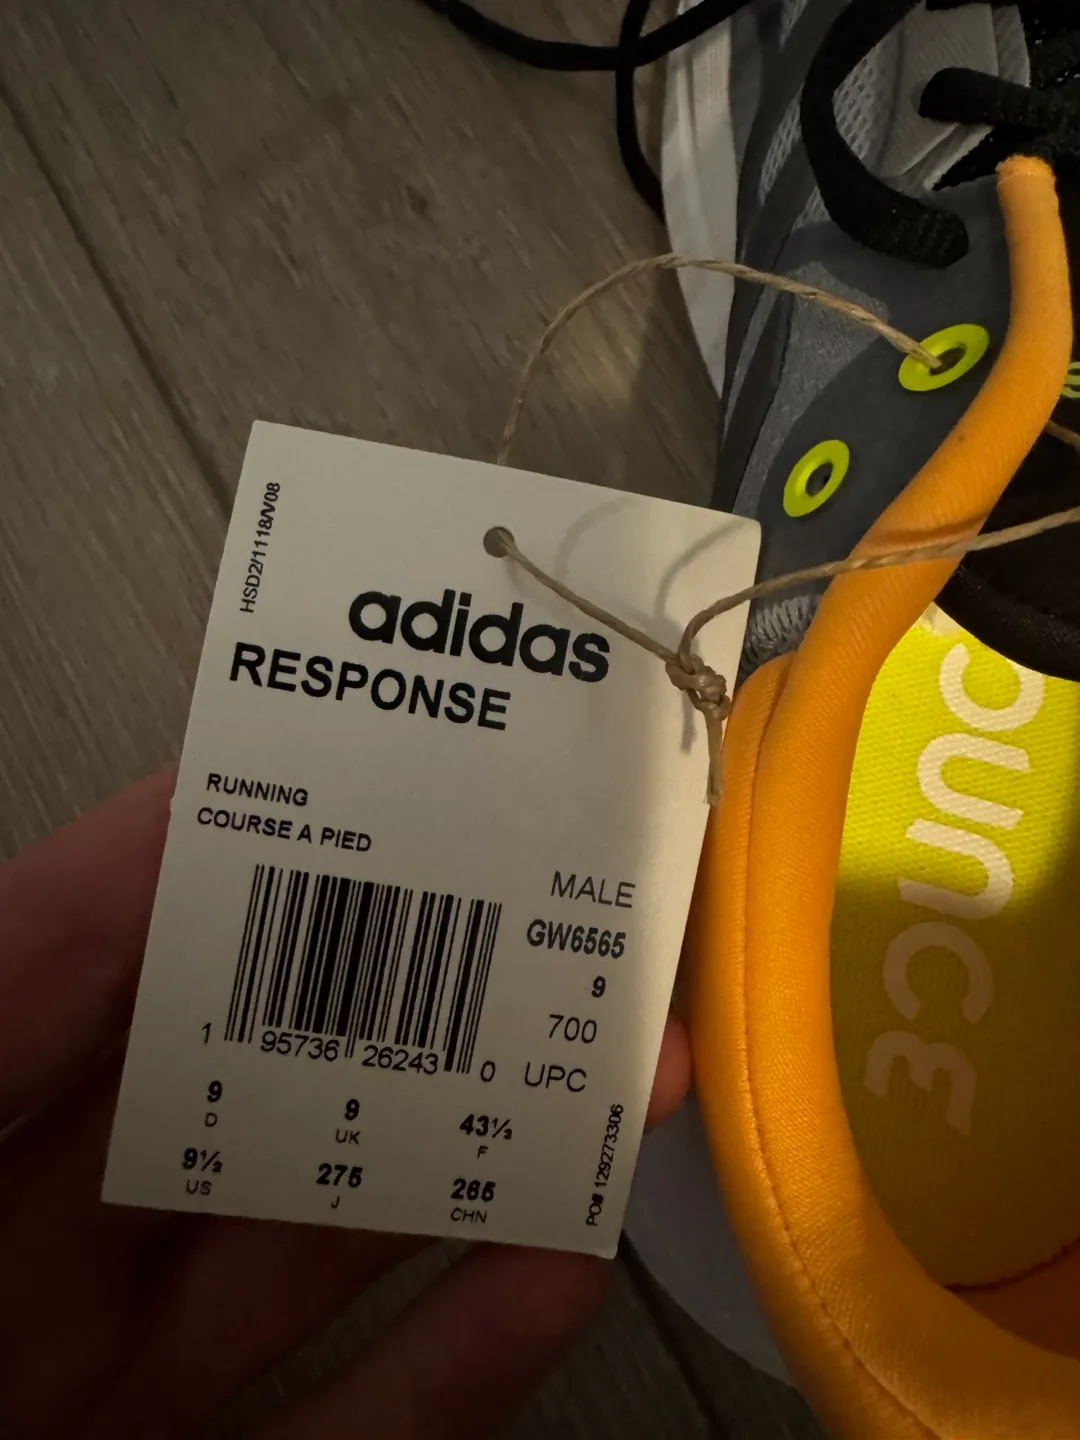 HSD2/1118/V08
adidas
RESPONSE
RUNNING
COURSE A PIED
MALE
GW6565
9
700
UPC
1 95736 26243 0
9 D
9 UK
43⅓ F
9½ US
275 J
265 CHN
PO# 129273306
ounce